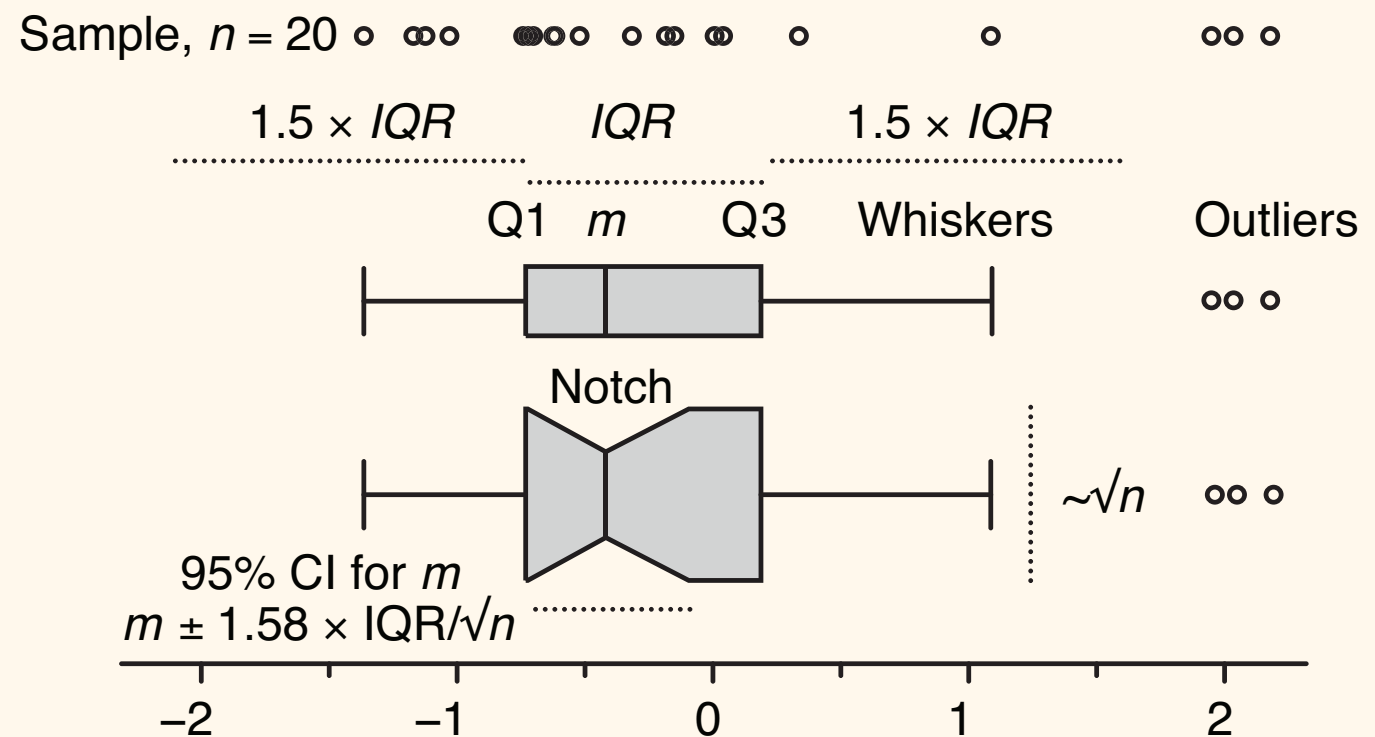 Sample, n = 20
1.5 × IQR IQR 1.5 × IQR
Q1 m Q3 Whiskers Outliers
Notch
~√n
95% CI for m
m ± 1.58 × IQR/√n
−2 −1 0 1 2